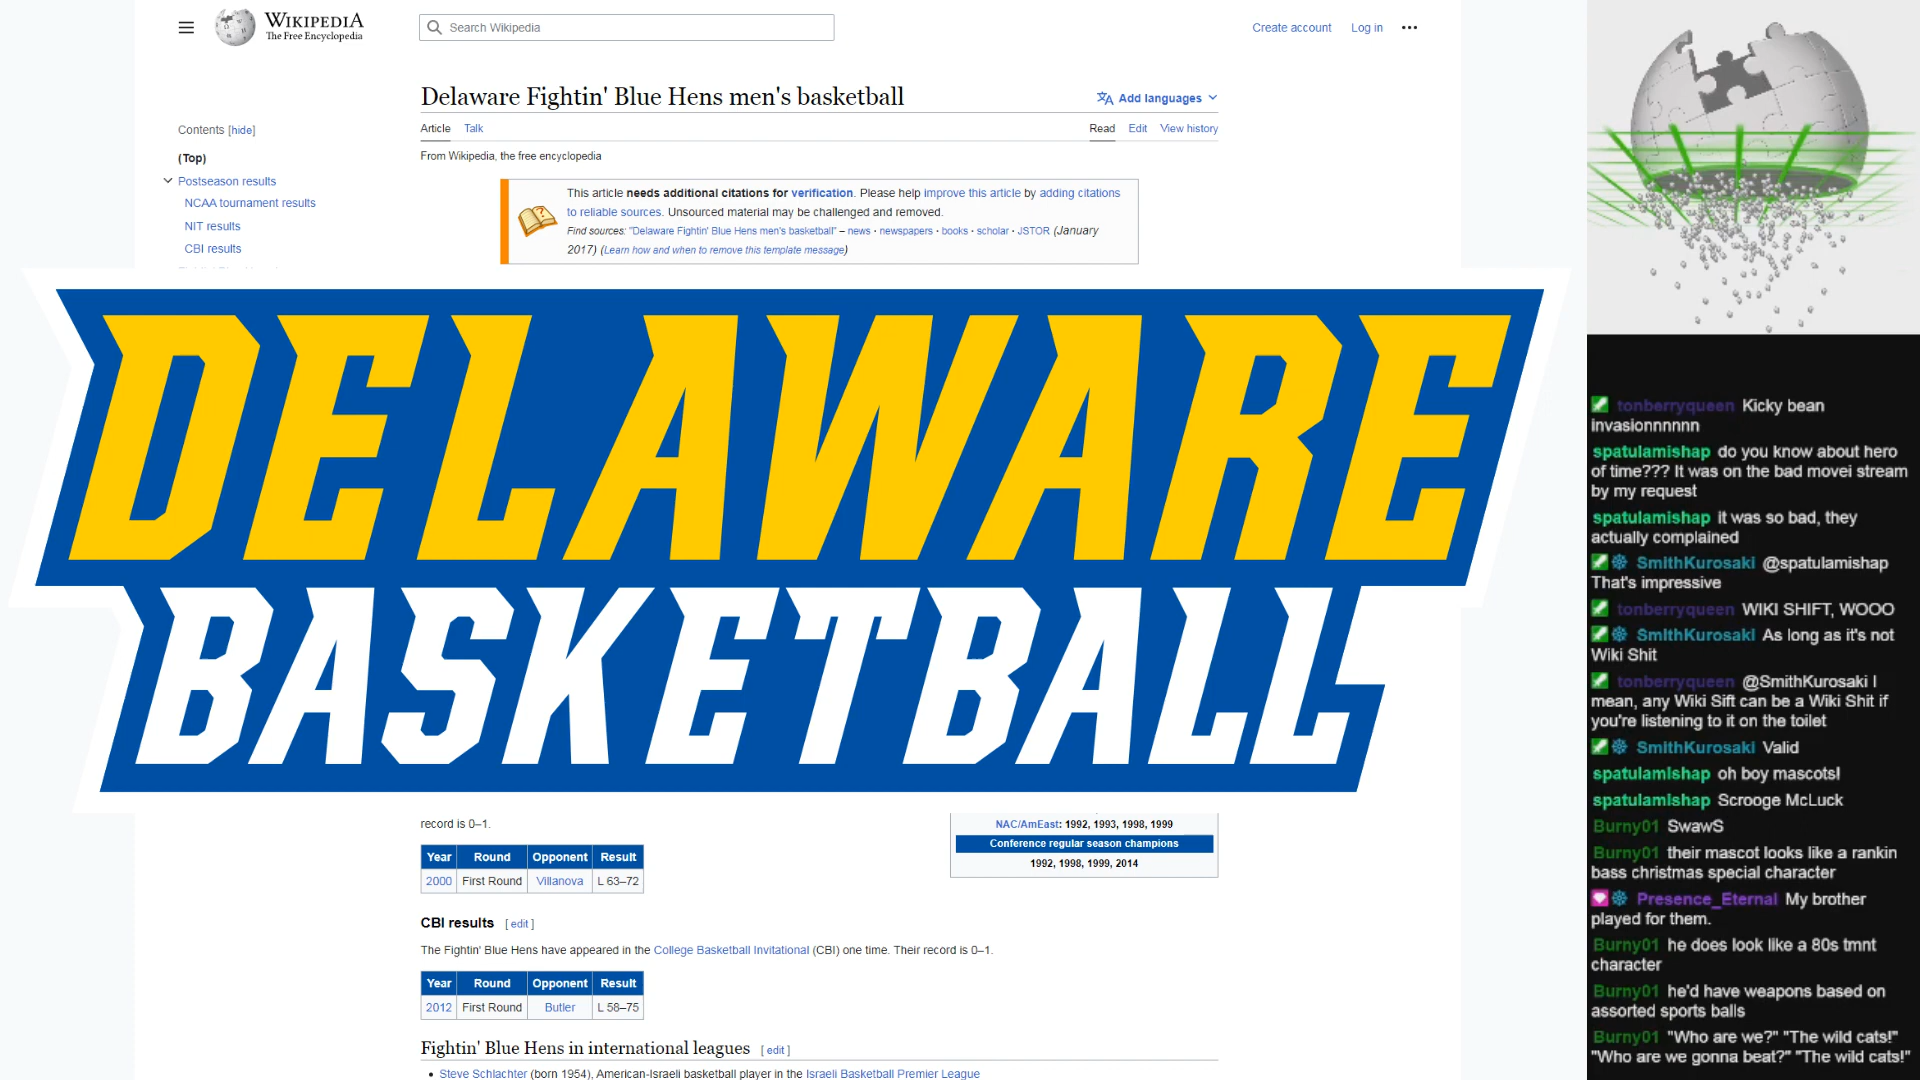 WIKIPEDIA
The Free Encyclopedia
Search Wikipedia
Create account
Log in
Delaware Fightin' Blue Hens men's basketball
Add languages
Article
Talk
Read
Edit
View history
From Wikipedia, the free encyclopedia
Contents [hide]
(Top)
Postseason results
NCAA tournament results
NIT results
CBI results
This article needs additional citations for verification. Please help improve this article by adding citations
to reliable sources. Unsourced material may be challenged and removed.
Find sources: "Delaware Fightin' Blue Hens men's basketball" – news · newspapers · books · scholar · JSTOR (January
2017) (Learn how and when to remove this template message)
DELAWARE
BASKETBALL
record is 0–1.
Year Round Opponent Result
2000 First Round Villanova L 63–72
NAC/AmEast: 1992, 1993, 1998, 1999
Conference regular season champions
1992, 1998, 1999, 2014
CBI results [ edit ]
The Fightin' Blue Hens have appeared in the College Basketball Invitational (CBI) one time. Their record is 0–1.
Year Round Opponent Result
2012 First Round Butler L 58–75
Fightin' Blue Hens in international leagues [ edit ]
• Steve Schlachter (born 1954), American-Israeli basketball player in the Israeli Basketball Premier League
tonberryqueen Kicky bean
invasionnnnnn
spatulamishap do you know about hero
of time??? It was on the bad movei stream
by my request
spatulamishap it was so bad, they
actually complained
SmithKurosaki @spatulamishap
That's impressive
tonberryqueen WIKI SHIFT, WOOO
SmithKurosaki As long as it's not
Wiki Shit
tonberryqueen @SmithKurosaki I
mean, any Wiki Sift can be a Wiki Shit if
you're listening to it on the toilet
SmithKurosaki Valid
spatulamishap oh boy mascots!
spatulamishap Scrooge McLuck
Burny01 SwawS
Burny01 their mascot looks like a rankin
bass christmas special character
Presence_Eternal My brother
played for them.
Burny01 he does look like a 80s tmnt
character
Burny01 he'd have weapons based on
assorted sports balls
Burny01 "Who are we?" "The wild cats!"
"Who are we gonna beat?" "The wild cats!"